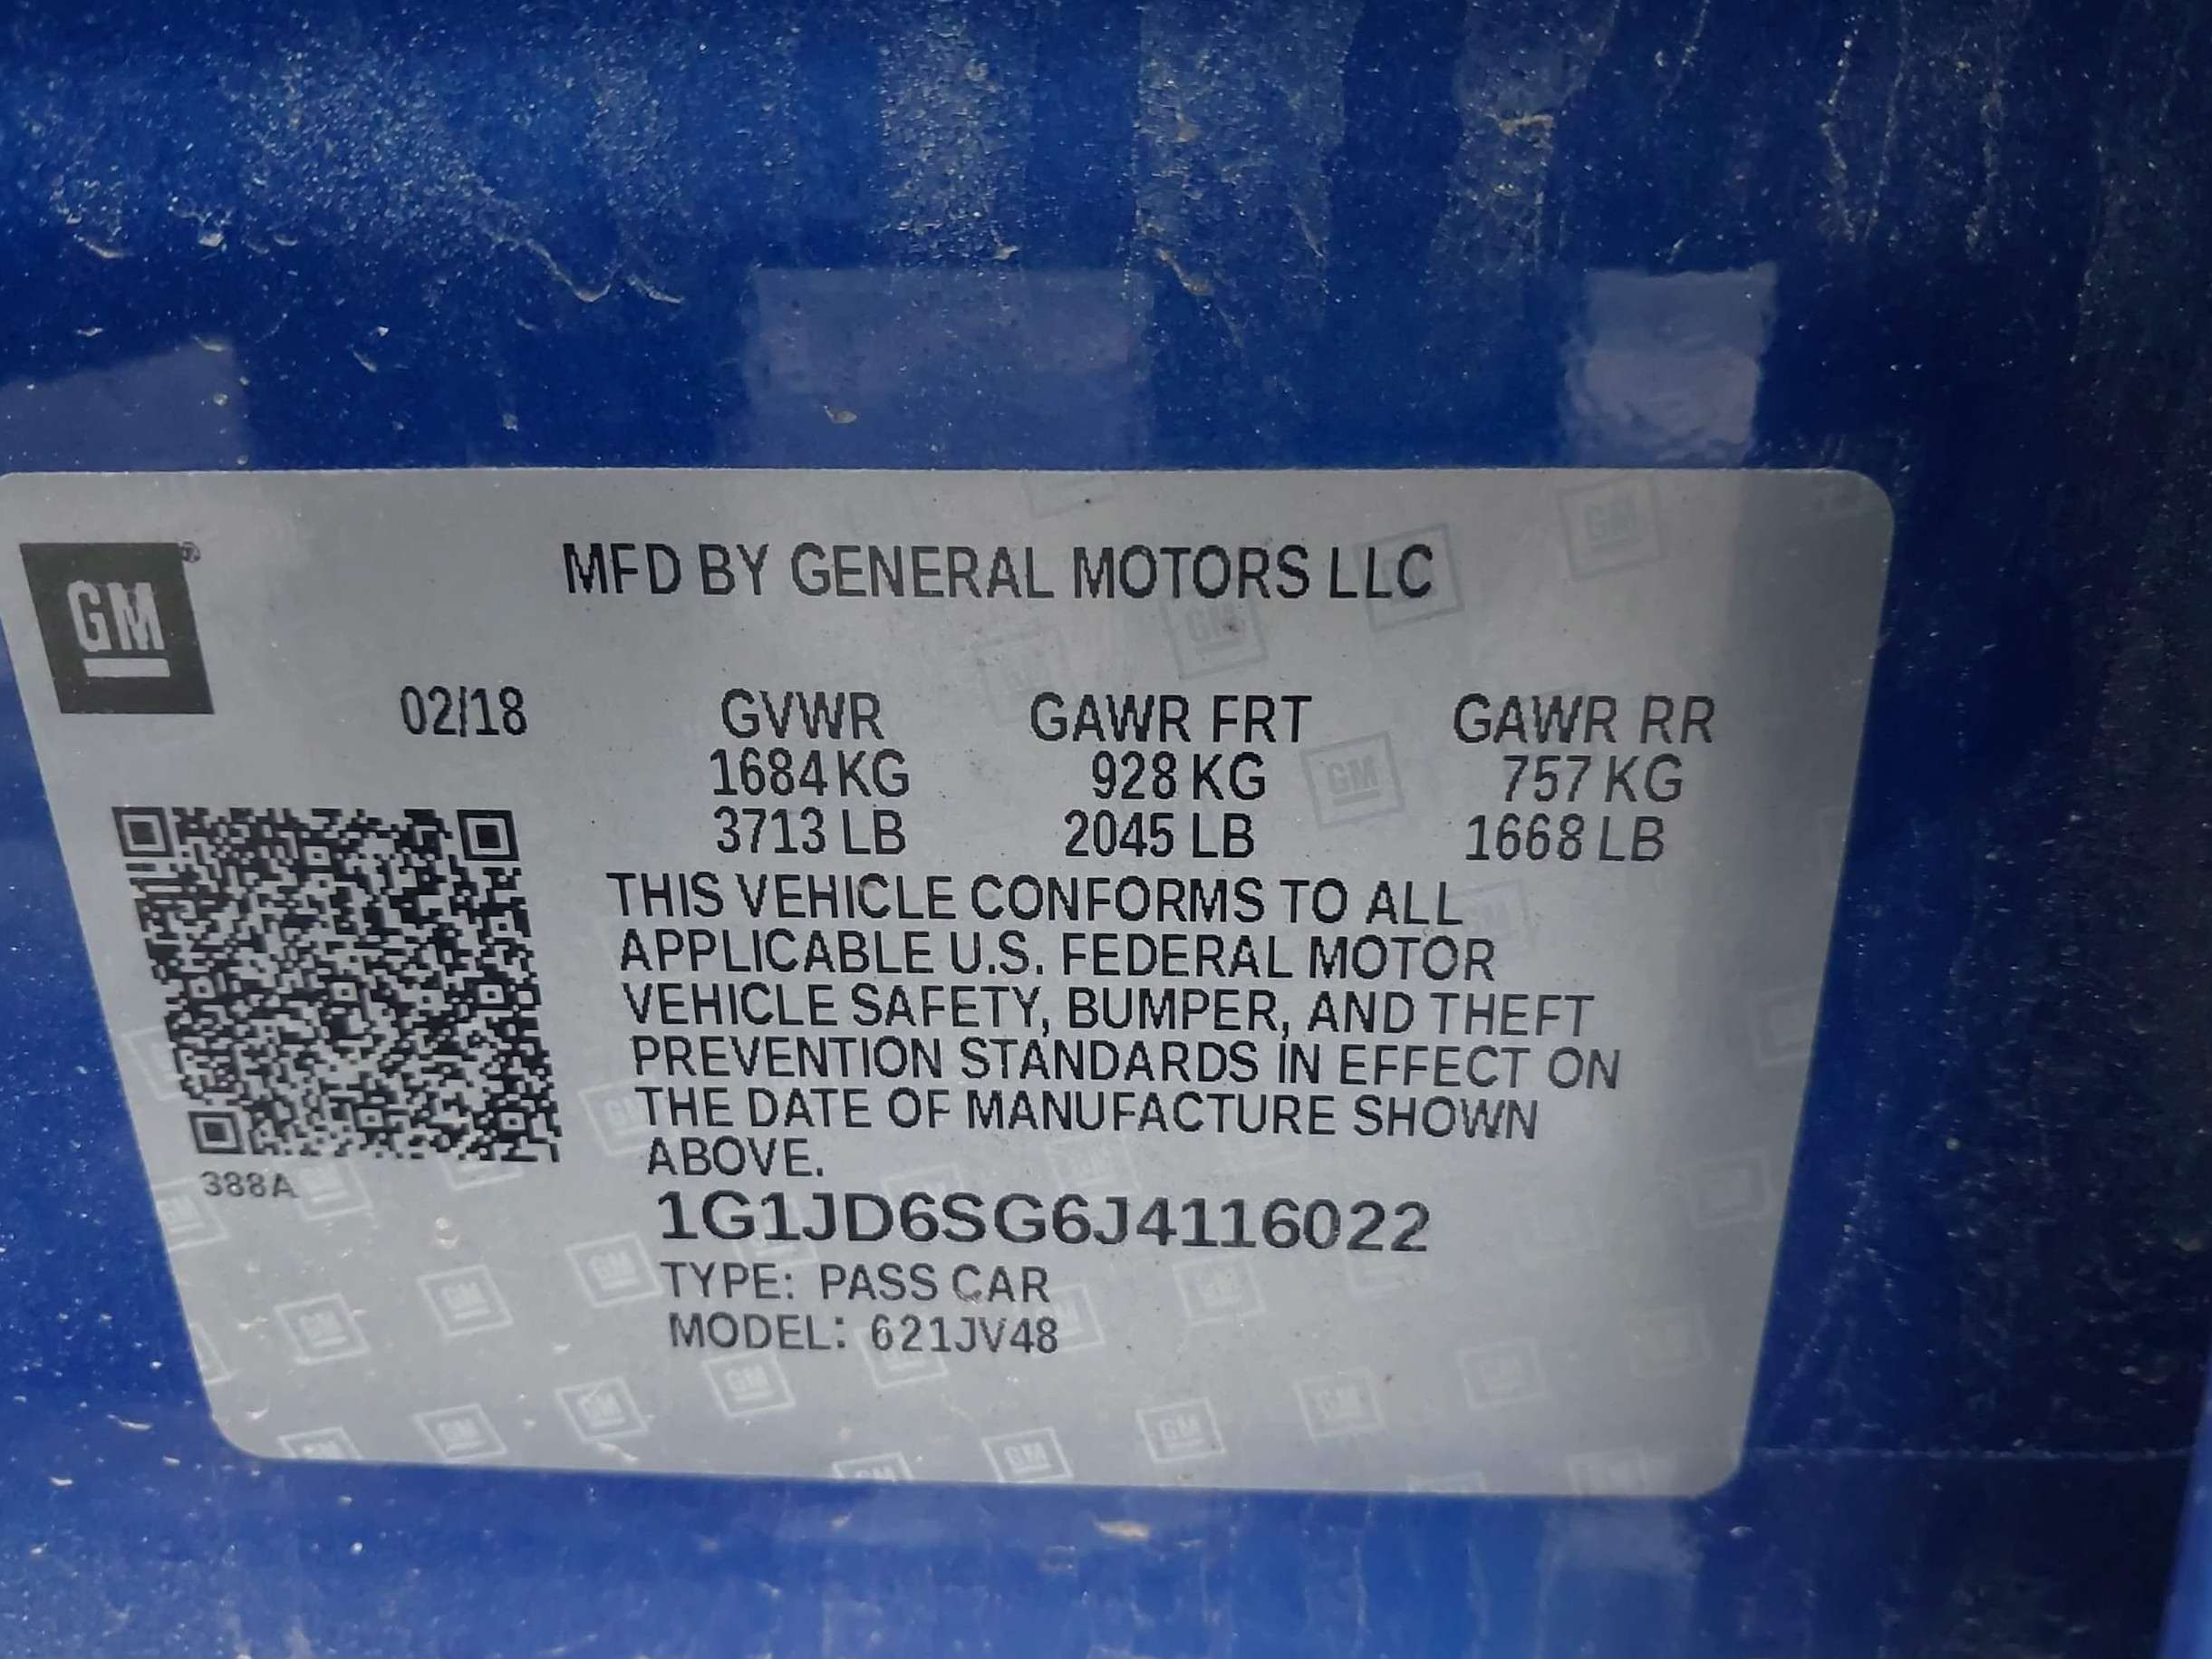 GM
MFD BY GENERAL MOTORS LLC
02/18 GVWR GAWR FRT GAWR RR
1684 KG 928 KG 757 KG
3713 LB 2045 LB 1668 LB
THIS VEHICLE CONFORMS TO ALL
APPLICABLE U.S. FEDERAL MOTOR
VEHICLE SAFETY, BUMPER, AND THEFT
PREVENTION STANDARDS IN EFFECT ON
THE DATE OF MANUFACTURE SHOWN
ABOVE.
388A
1G1JD6SG6J4116022
TYPE: PASS CAR
MODEL: 621JV48